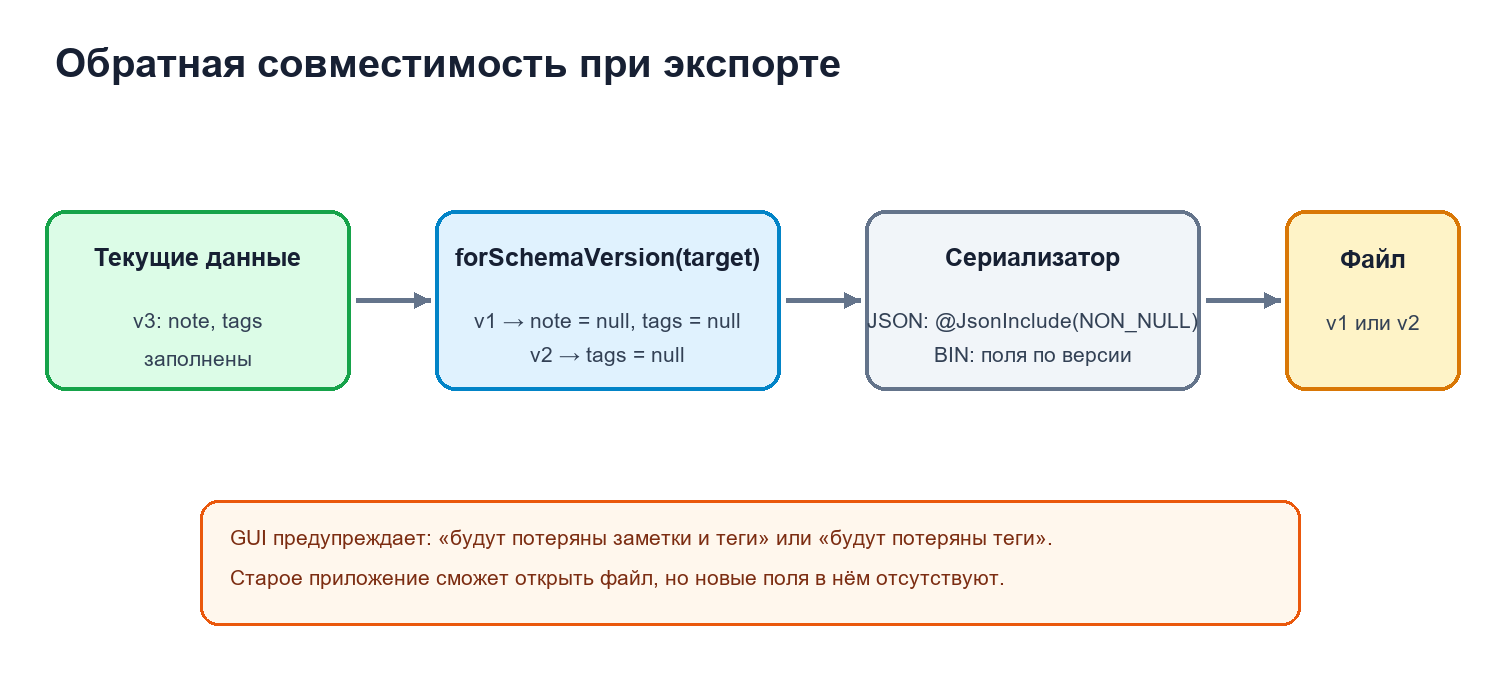 Обратная совместимость при экспорте
Текущие данные
v3: note, tags
заполнены
forSchemaVersion(target)
v1 → note = null, tags = null
v2 → tags = null
Сериализатор
JSON: @JsonInclude(NON_NULL)
BIN: поля по версии
Файл
v1 или v2
GUI предупреждает: «будут потеряны заметки и теги» или «будут потеряны теги».
Старое приложение сможет открыть файл, но новые поля в нём отсутствуют.